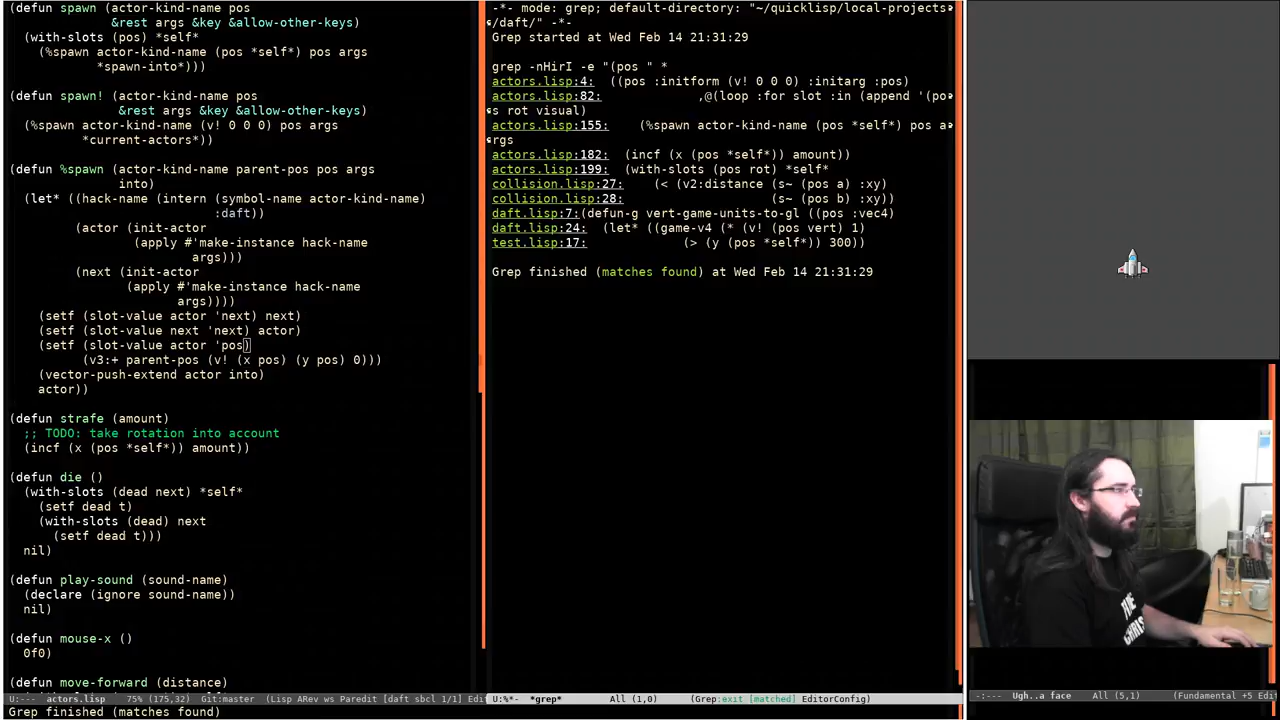 (defun spawn (actor-kind-name pos
&rest args &key &allow-other-keys)
(with-slots (pos) *self*
(%spawn actor-kind-name (pos *self*) pos args
*spawn-into*)))
(defun spawn! (actor-kind-name pos
&rest args &key &allow-other-keys)
(%spawn actor-kind-name (v! 0 0 0) pos args
*current-actors*))
(defun %spawn (actor-kind-name parent-pos pos args
into)
(let* ((hack-name (intern (symbol-name actor-kind-name)
:daft))
(actor (init-actor
(apply #'make-instance hack-name
args)))
(next (init-actor
(apply #'make-instance hack-name
args))))
(setf (slot-value actor 'next) next)
(setf (slot-value next 'next) actor)
(setf (slot-value actor 'pos)
(v3:+ parent-pos (v! (x pos) (y pos) 0)))
(vector-push-extend actor into)
actor))
(defun strafe (amount)
;; TODO: take rotation into account
(incf (x (pos *self*)) amount))
(defun die ()
(with-slots (dead next) *self*
(setf dead t)
(with-slots (dead) next
(setf dead t)))
nil)
(defun play-sound (sound-name)
(declare (ignore sound-name))
nil)
(defun mouse-x ()
0f0)
(defun move-forward (distance)
U:--- actors.lisp 75% (175,32) Git:master (Lisp ARev ws Paredit [daft sbcl 1/1] Edi
Grep finished (matches found)
-*- mode: grep; default-directory: "~/quicklisp/local-projects
/daft/" -*-
Grep started at Wed Feb 14 21:31:29
grep -nHirI -e "(pos " *
actors.lisp:4: ((pos :initform (v! 0 0 0) :initarg :pos)
actors.lisp:82: ,@(loop :for slot :in (append '(po
s rot visual)
actors.lisp:155: (%spawn actor-kind-name (pos *self*) pos a
rgs
actors.lisp:182: (incf (x (pos *self*)) amount))
actors.lisp:199: (with-slots (pos rot) *self*
collision.lisp:27: (< (v2:distance (s~ (pos a) :xy)
collision.lisp:28: (s~ (pos b) :xy))
daft.lisp:7:(defun-g vert-game-units-to-gl ((pos :vec4)
daft.lisp:24: (let* ((game-v4 (* (v! (pos vert) 1)
test.lisp:17: (> (y (pos *self*)) 300))
Grep finished (matches found) at Wed Feb 14 21:31:29
U:%*- *grep* All (1,0) (Grep:exit [matched] EditorConfig)
-:--- Ugh..a face All (5,1) (Fundamental +5 Edit